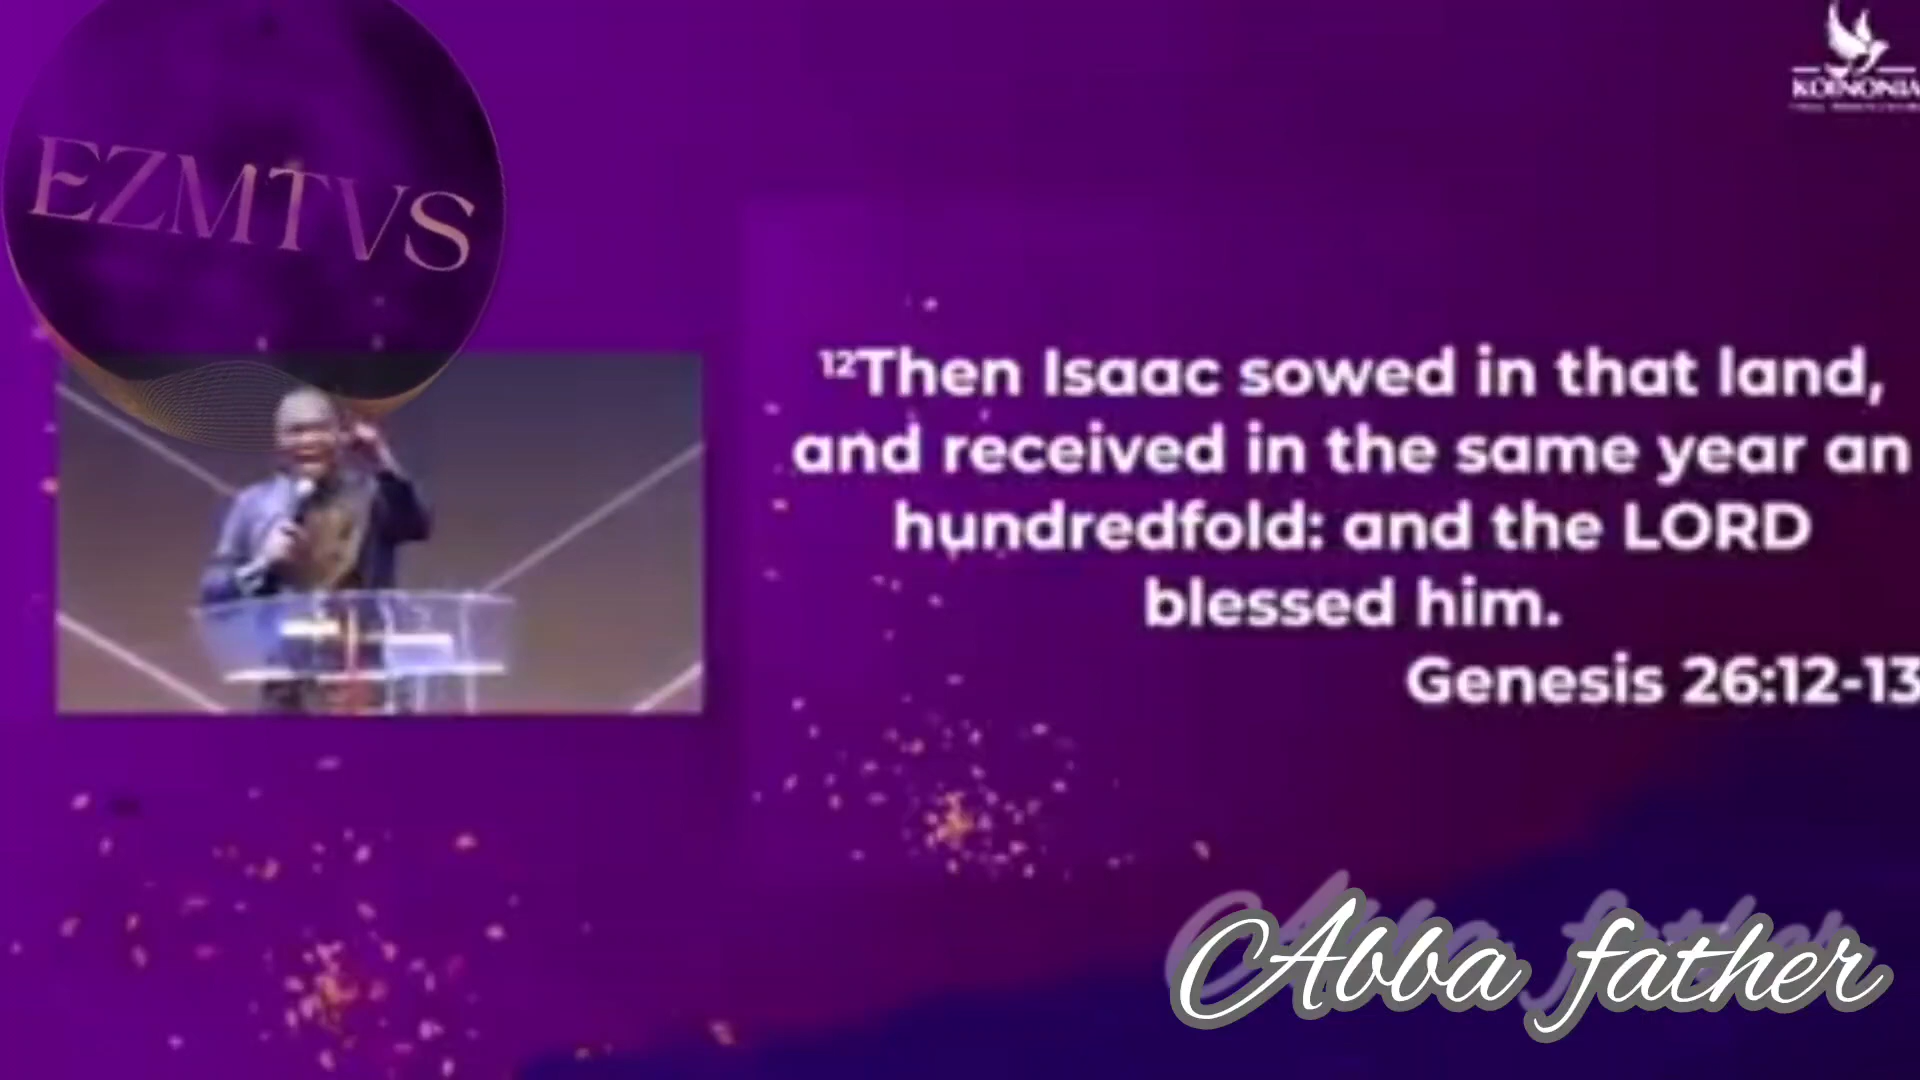 EZMTVS
KOINONIA
¹²Then Isaac sowed in that land,
and received in the same year an
hundredfold: and the LORD
blessed him.
Genesis 26:12-13
Abba father